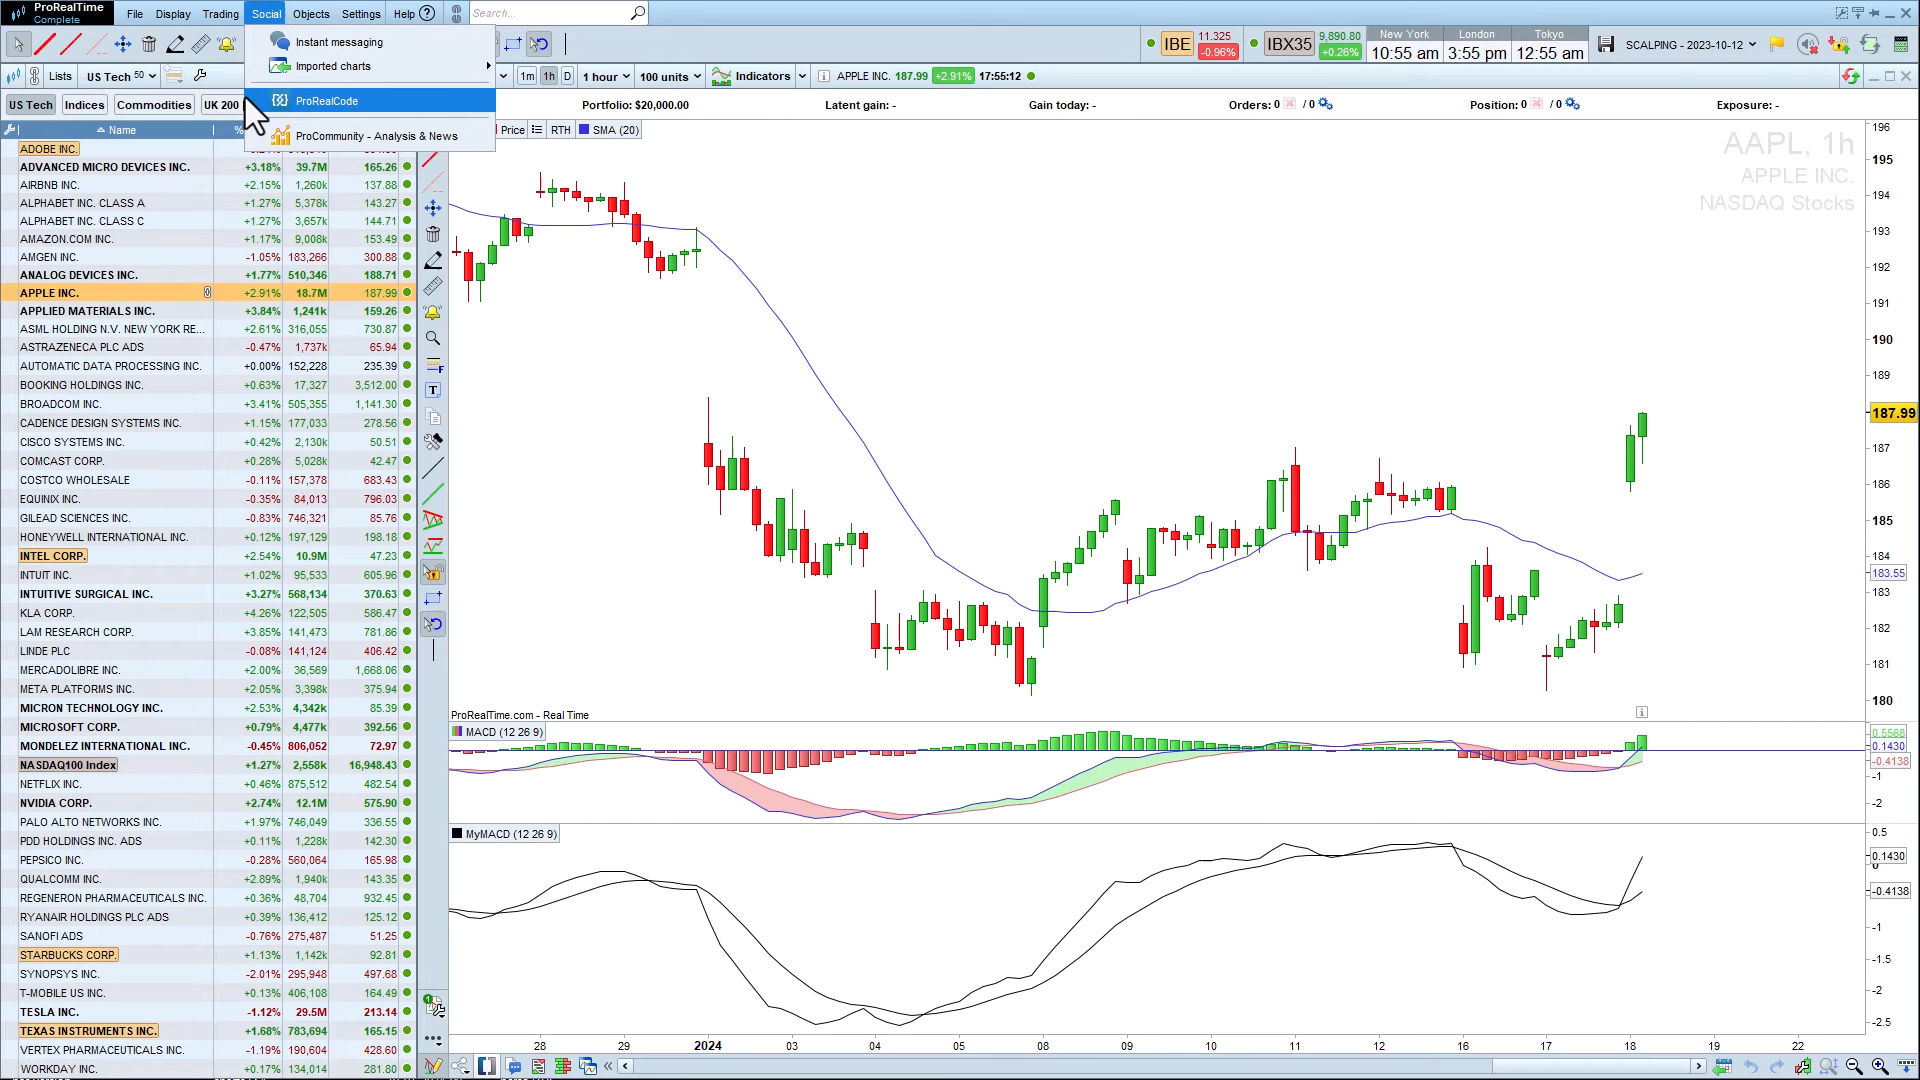 ProRealTime
Complete
File Display Trading Social Objects Settings Help ? Search...
Instant messaging
Imported charts
ProRealCode
ProCommunity - Analysis & News
IBE 11.325 -0.96%
IBX35 9,890.80 +0.26%
New York 10:55 am
London 3:55 pm
Tokyo 12:55 am
SCALPING - 2023-10-12
Lists US Tech 50
1m 1h D 1 hour 100 units Indicators APPLE INC. 187.99 +2.91% 17:55:12
US Tech Indices Commodities UK 200
Portfolio: $20,000.00 Latent gain: - Gain today: - Orders: 0 / 0 Position: 0 / 0 Exposure: -
Name %
Price RTH SMA (20)
ADOBE INC.
ADVANCED MICRO DEVICES INC. +3.18% 39.7M 165.26
AIRBNB INC. +2.15% 1,260k 137.88
ALPHABET INC. CLASS A +1.27% 5,378k 143.27
ALPHABET INC. CLASS C +1.27% 3,657k 144.71
AMAZON.COM INC. +1.17% 9,008k 153.49
AMGEN INC. -1.05% 183,266 300.88
ANALOG DEVICES INC. +1.77% 510,346 188.71
APPLE INC. +2.91% 18.7M 187.99
APPLIED MATERIALS INC. +3.84% 1,241k 159.26
ASML HOLDING N.V. NEW YORK RE... +2.61% 316,055 730.87
ASTRAZENECA PLC ADS -0.47% 1,737k 65.94
AUTOMATIC DATA PROCESSING INC. +0.00% 152,228 235.39
BOOKING HOLDINGS INC. +0.63% 17,327 3,512.00
BROADCOM INC. +3.41% 505,355 1,141.30
CADENCE DESIGN SYSTEMS INC. +1.15% 177,033 278.56
CISCO SYSTEMS INC. +0.42% 2,130k 50.51
COMCAST CORP. +0.28% 5,028k 42.47
COSTCO WHOLESALE -0.11% 157,378 683.43
EQUINIX INC. -0.35% 84,013 796.03
GILEAD SCIENCES INC. -0.83% 746,321 85.76
HONEYWELL INTERNATIONAL INC. +0.12% 197,129 198.18
INTEL CORP. +2.54% 10.9M 47.23
INTUIT INC. +1.02% 95,533 605.96
INTUITIVE SURGICAL INC. +3.27% 568,134 370.63
KLA CORP. +4.26% 122,505 586.47
LAM RESEARCH CORP. +3.85% 141,473 781.86
LINDE PLC -0.08% 141,124 406.42
MERCADOLIBRE INC. +2.00% 36,569 1,668.06
META PLATFORMS INC. +2.05% 3,398k 375.94
MICRON TECHNOLOGY INC. +2.53% 4,342k 85.39
MICROSOFT CORP. +0.79% 4,477k 392.56
MONDELEZ INTERNATIONAL INC. -0.45% 806,052 72.97
NASDAQ100 Index +1.27% 2,558k 16,948.43
NETFLIX INC. +0.46% 875,512 482.54
NVIDIA CORP. +2.74% 12.1M 575.90
PALO ALTO NETWORKS INC. +1.97% 746,049 336.55
PDD HOLDINGS INC. ADS +0.11% 1,228k 142.30
PEPSICO INC. -0.28% 560,064 165.98
QUALCOMM INC. +2.89% 1,940k 143.35
REGENERON PHARMACEUTICALS INC. +0.36% 48,704 932.45
RYANAIR HOLDINGS PLC ADS +0.39% 136,412 125.12
SANOFI ADS -0.76% 275,487 51.25
STARBUCKS CORP. +1.13% 1,142k 92.81
SYNOPSYS INC. -2.01% 295,948 497.68
T-MOBILE US INC. +0.13% 406,108 164.49
TESLA INC. -1.12% 29.5M 213.14
TEXAS INSTRUMENTS INC. +1.68% 783,694 165.15
VERTEX PHARMACEUTICALS INC. -1.19% 190,604 428.60
WORKDAY INC. +0.17% 134,014 281.80
AAPL, 1h
APPLE INC.
NASDAQ Stocks
196
195
194
193
192
191
190
189
187.99
187
186
185
184
183.55
183
182
181
180
ProRealTime.com - Real Time
MACD (12 26 9)
0.5568
0.1430
-0.4138
-1
-2
MyMACD (12 26 9)
0.5
0.1430
0
-0.4138
-1
-1.5
-2
-2.5
28 29 2024 03 04 05 08 09 10 11 12 16 17 18 19 22